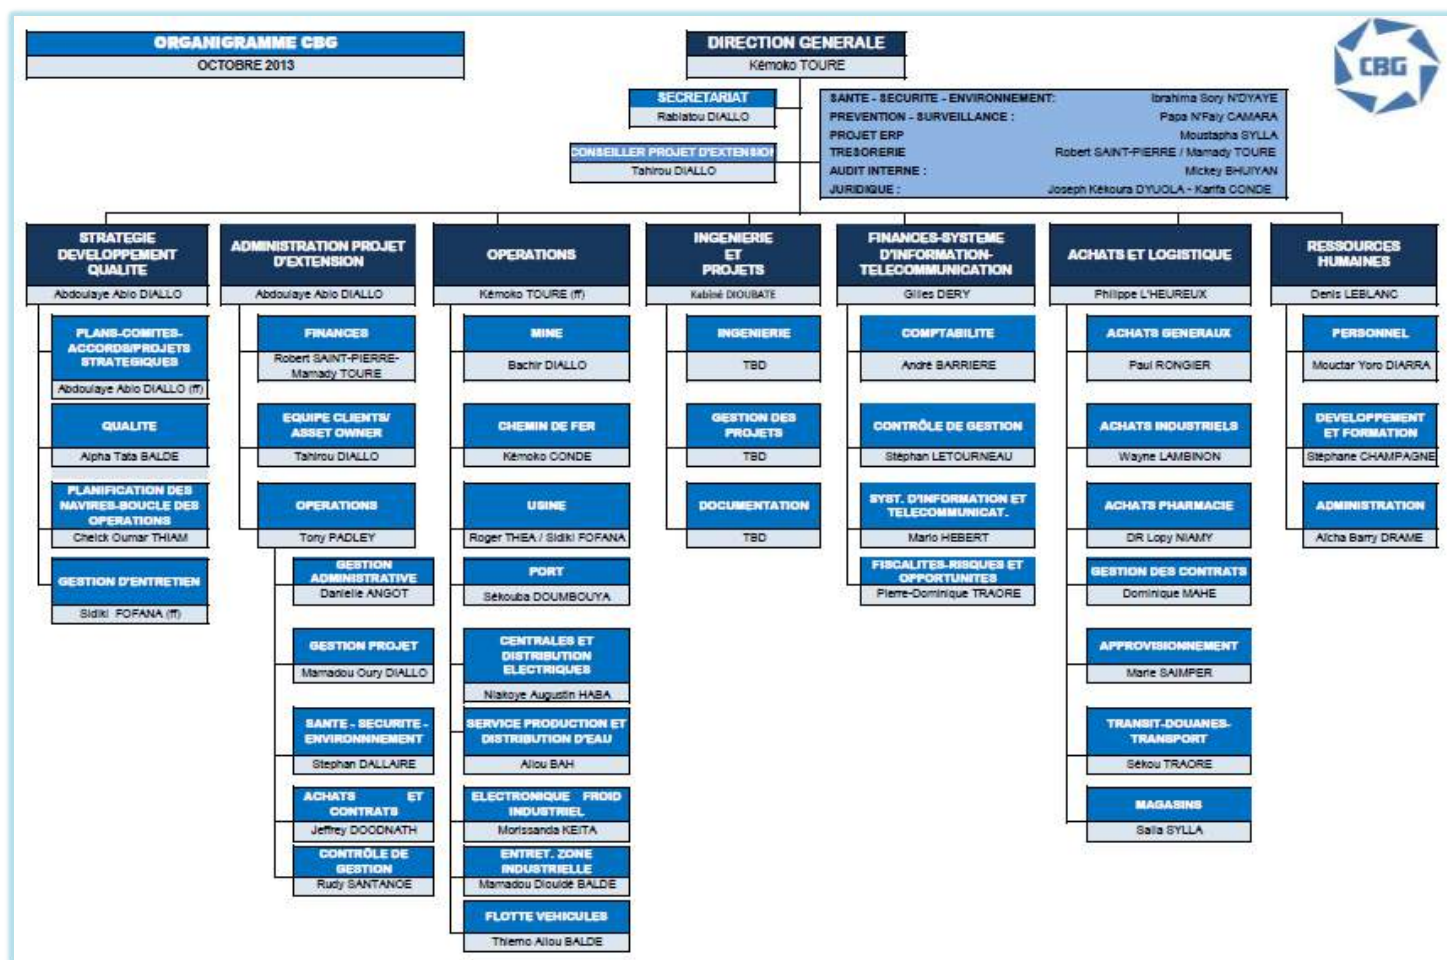 ORGANIGRAMME CBG
OCTOBRE 2013
DIRECTION GENERALE
Kémoko TOURE
CBG
SECRETARIAT
Rabiatou DIALLO
CONSEILLER PROJET D'EXTENSION
Tahirou DIALLO
SANTE - SECURITE - ENVIRONNEMENT: Ibrahima Sory N'DYAYE
PREVENTION - SURVEILLANCE : Papa N'Faly CAMARA
PROJET ERP Moustapha SYLLA
TRESORERIE Robert SAINT-PIERRE / Mamady TOURE
AUDIT INTERNE : Mickey BHUIYAN
JURIDIQUE : Joseph Kékoura DYUOLA - Karifa CONDE
STRATEGIE
DEVELOPPEMENT
QUALITE
Abdoulaye Ablo DIALLO
PLANS-COMITES-
ACCORDS/PROJETS
STRATEGIQUES
Abdoulaye Ablo DIALLO (ff)
QUALITE
Alpha Tata BALDE
PLANIFICATION DES
NAVIRES-BOUCLE DES
OPERATIONS
Cheick Oumar THIAM
GESTION D'ENTRETIEN
Sidiki FOFANA (ff)
ADMINISTRATION PROJET
D'EXTENSION
Abdoulaye Ablo DIALLO
FINANCES
Robert SAINT-PIERRE-
Mamady TOURE
EQUIPE CLIENTS/
ASSET OWNER
Tahirou DIALLO
OPERATIONS
Tony PADLEY
GESTION
ADMINISTRATIVE
Danielle ANGOT
GESTION PROJET
Mamadou Oury DIALLO
SANTE - SECURITE -
ENVIRONNNEMENT
Stephan DALLAIRE
ACHATS ET
CONTRATS
Jeffrey DOODNATH
CONTRÔLE DE
GESTION
Rudy SANTANOE
OPERATIONS
Kémoko TOURE (ff)
MINE
Bachir DIALLO
CHEMIN DE FER
Kémoko CONDE
USINE
Roger THEA / Sidiki FOFANA
PORT
Sékouba DOUMBOUYA
CENTRALES ET
DISTRIBUTION
ELECTRIQUES
Niakoye Augustin HABA
SERVICE PRODUCTION ET
DISTRIBUTION D'EAU
Aliou BAH
ELECTRONIQUE FROID
INDUSTRIEL
Morissanda KEITA
ENTRET. ZONE
INDUSTRIELLE
Mamadou Diouldé BALDE
FLOTTE VEHICULES
Thierno Aliou BALDE
INGENIERIE
ET
PROJETS
Kabiné DIOUBATE
INGENIERIE
TBD
GESTION DES
PROJETS
TBD
DOCUMENTATION
TBD
FINANCES-SYSTEME
D'INFORMATION-
TELECOMMUNICATION
Gilles DERY
COMPTABILITE
André BARRIERE
CONTRÔLE DE GESTION
Stéphan LETOURNEAU
SYST. D'INFORMATION ET
TELECOMMUNICAT.
Mario HEBERT
FISCALITES-RISQUES ET
OPPORTUNITES
Pierre-Dominique TRAORE
ACHATS ET LOGISTIQUE
Philippe L'HEUREUX
ACHATS GENERAUX
Paul RONGIER
ACHATS INDUSTRIELS
Wayne LAMBINON
ACHATS PHARMACIE
DR Lopy NIAMY
GESTION DES CONTRATS
Dominique MAHE
APPROVISIONNEMENT
Marie SAIMPER
TRANSIT-DOUANES-
TRANSPORT
Sékou TRAORE
MAGASINS
Salia SYLLA
RESSOURCES
HUMAINES
Denis LEBLANC
PERSONNEL
Mouctar Yoro DIARRA
DEVELOPPEMENT
ET FORMATION
Stéphane CHAMPAGNE
ADMINISTRATION
Aïcha Barry DRAME